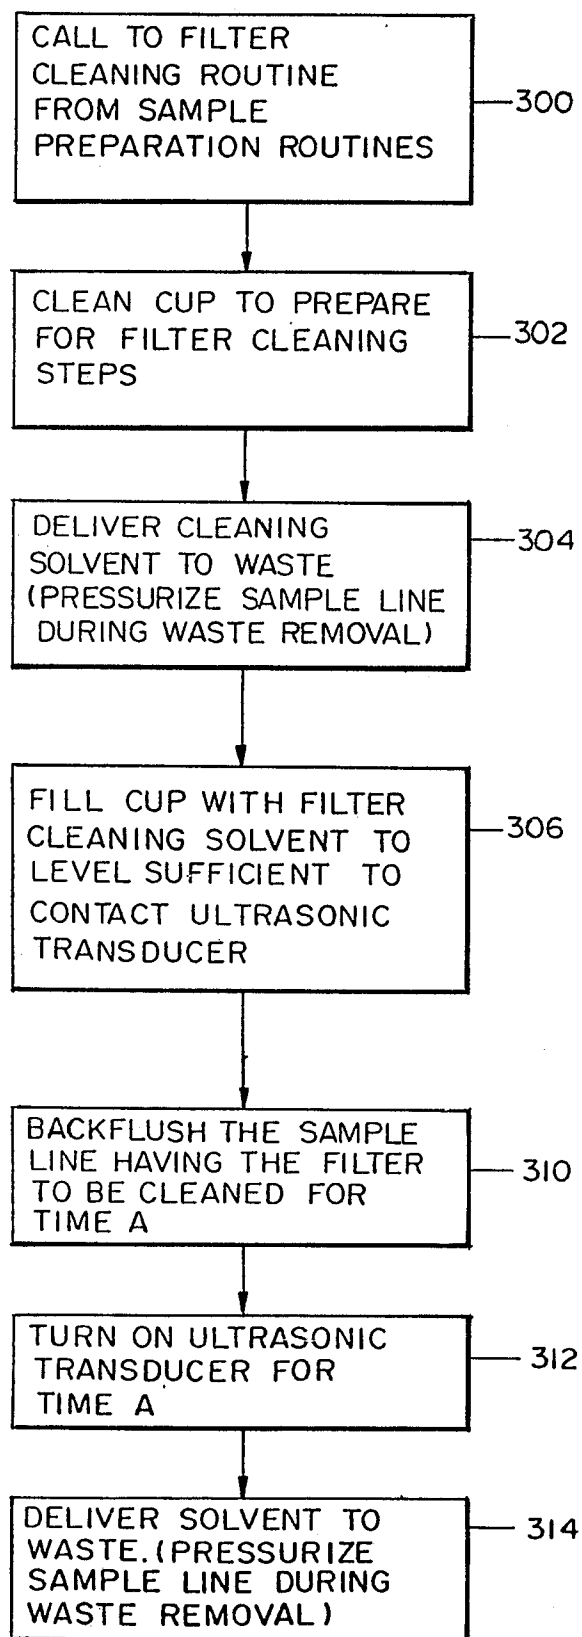 CALL TO FILTER
CLEANING ROUTINE
FROM SAMPLE
PREPARATION ROUTINES
300
CLEAN CUP TO PREPARE
FOR FILTER CLEANING
STEPS
302
DELIVER CLEANING
SOLVENT TO WASTE
(PRESSURIZE SAMPLE LINE
DURING WASTE REMOVAL)
304
FILL CUP WITH FILTER
CLEANING SOLVENT TO
LEVEL SUFFICIENT TO
CONTACT ULTRASONIC
TRANSDUCER
306
BACKFLUSH THE SAMPLE
LINE HAVING THE FILTER
TO BE CLEANED FOR
TIME A
310
TURN ON ULTRASONIC
TRANSDUCER FOR
TIME A
312
DELIVER SOLVENT TO
WASTE.(PRESSURIZE
SAMPLE LINE DURING
WASTE REMOVAL)
314